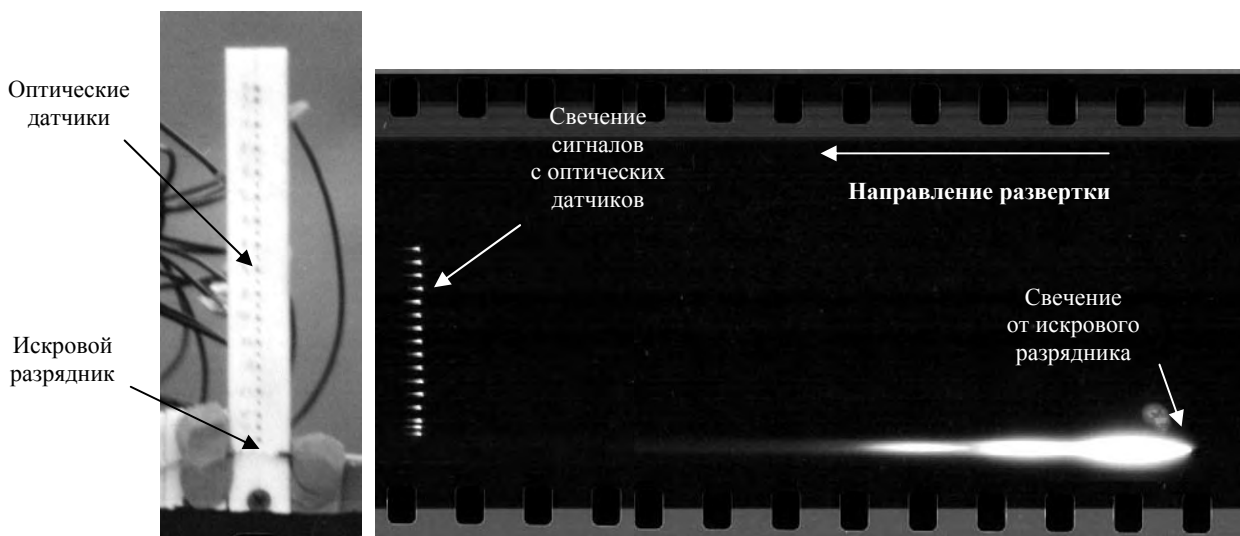 Оптические
датчики
Искровой
разрядник
Свечение
сигналов
с оптических
датчиков
Направление развертки
Свечение
от искрового
разрядника